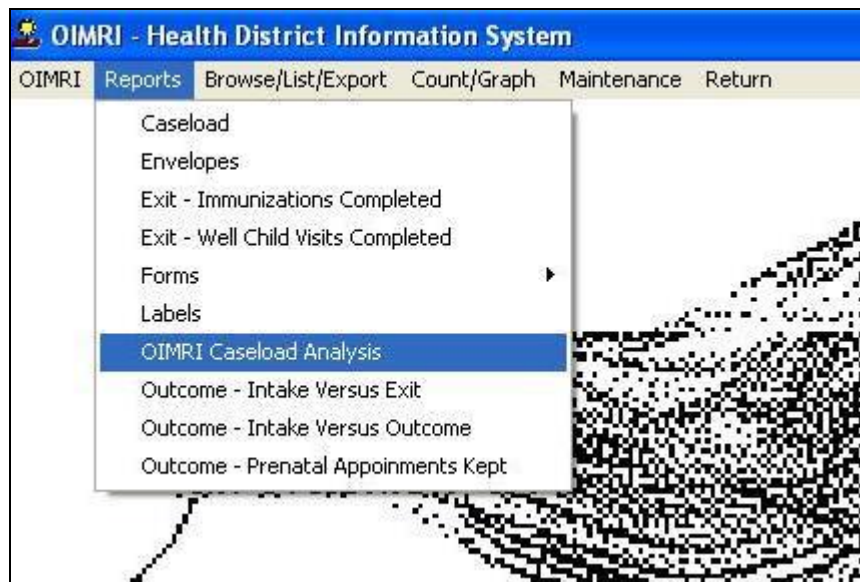 OIMRI - Health District Information System
OIMRI Reports Browse/List/Export Count/Graph Maintenance Return
Caseload
Envelopes
Exit - Immunizations Completed
Exit - Well Child Visits Completed
Forms
Labels
OIMRI Caseload Analysis
Outcome - Intake Versus Exit
Outcome - Intake Versus Outcome
Outcome - Prenatal Appoinments Kept